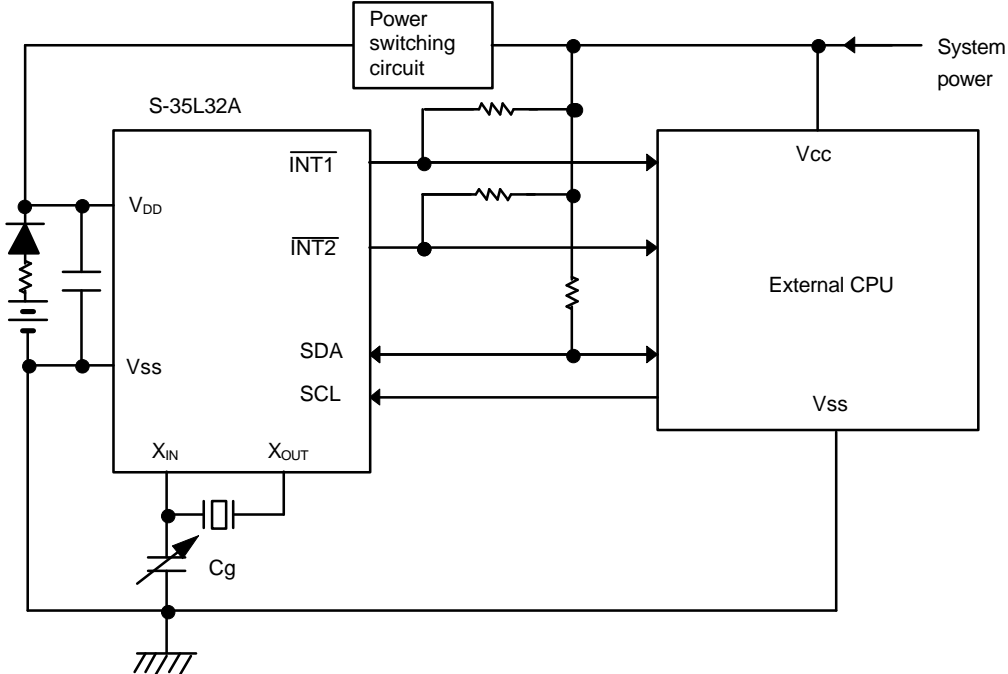 Power
switching
circuit
System
power
S-35L32A
INT1
Vcc
VDD
INT2
External CPU
SDA
Vss
SCL
Vss
XIN
XOUT
Cg